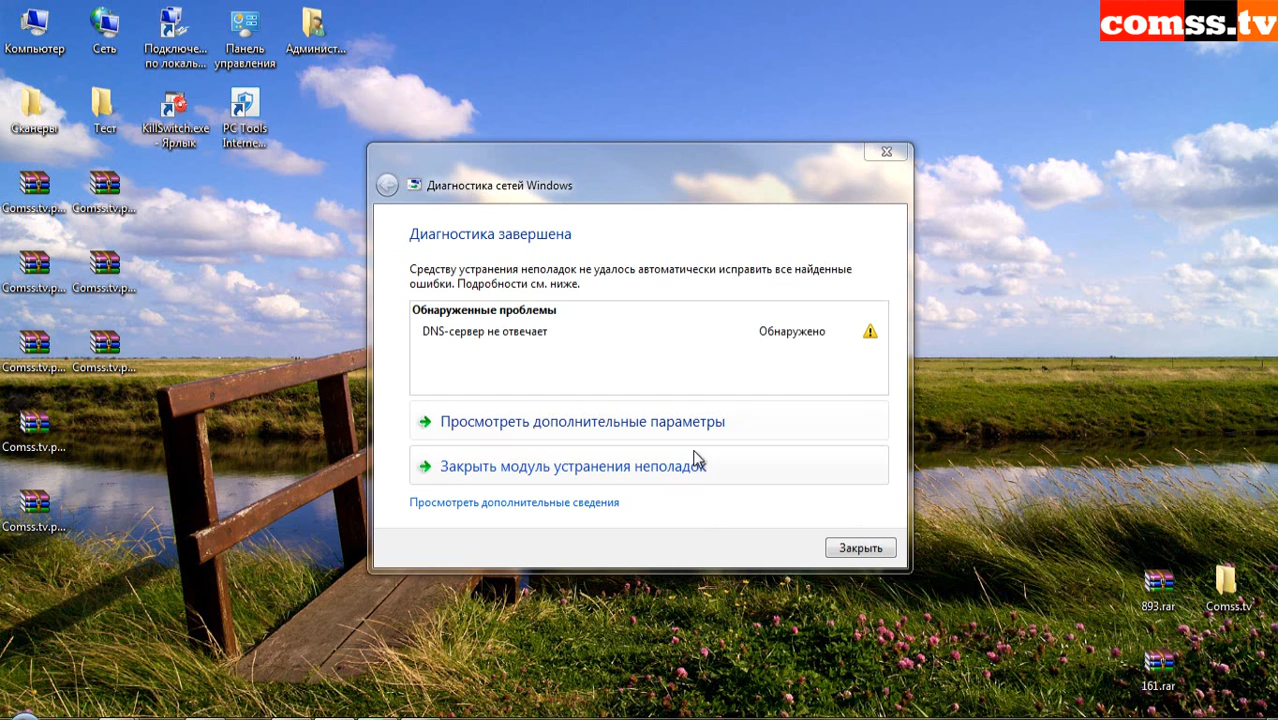 comss.tv
Компьютер
Сеть
Подключе...
по локаль...
Панель
управления
Админист...
Сканеры
Тест
KillSwitch.exe
- Ярлык
PC Tools
Interne...
Comss.tv.p...
Comss.tv.p...
Comss.tv.p...
Comss.tv.p...
Comss.tv.p...
Comss.tv.p...
Comss.tv.p...
Comss.tv.p...
Диагностика сетей Windows
Диагностика завершена
Средству устранения неполадок не удалось автоматически исправить все найденные
ошибки. Подробности см. ниже.
Обнаруженные проблемы
DNS-сервер не отвечает Обнаружено
Просмотреть дополнительные параметры
Закрыть модуль устранения неполадок
Просмотреть дополнительные сведения
Закрыть
893.rar
Comss.tv
161.rar